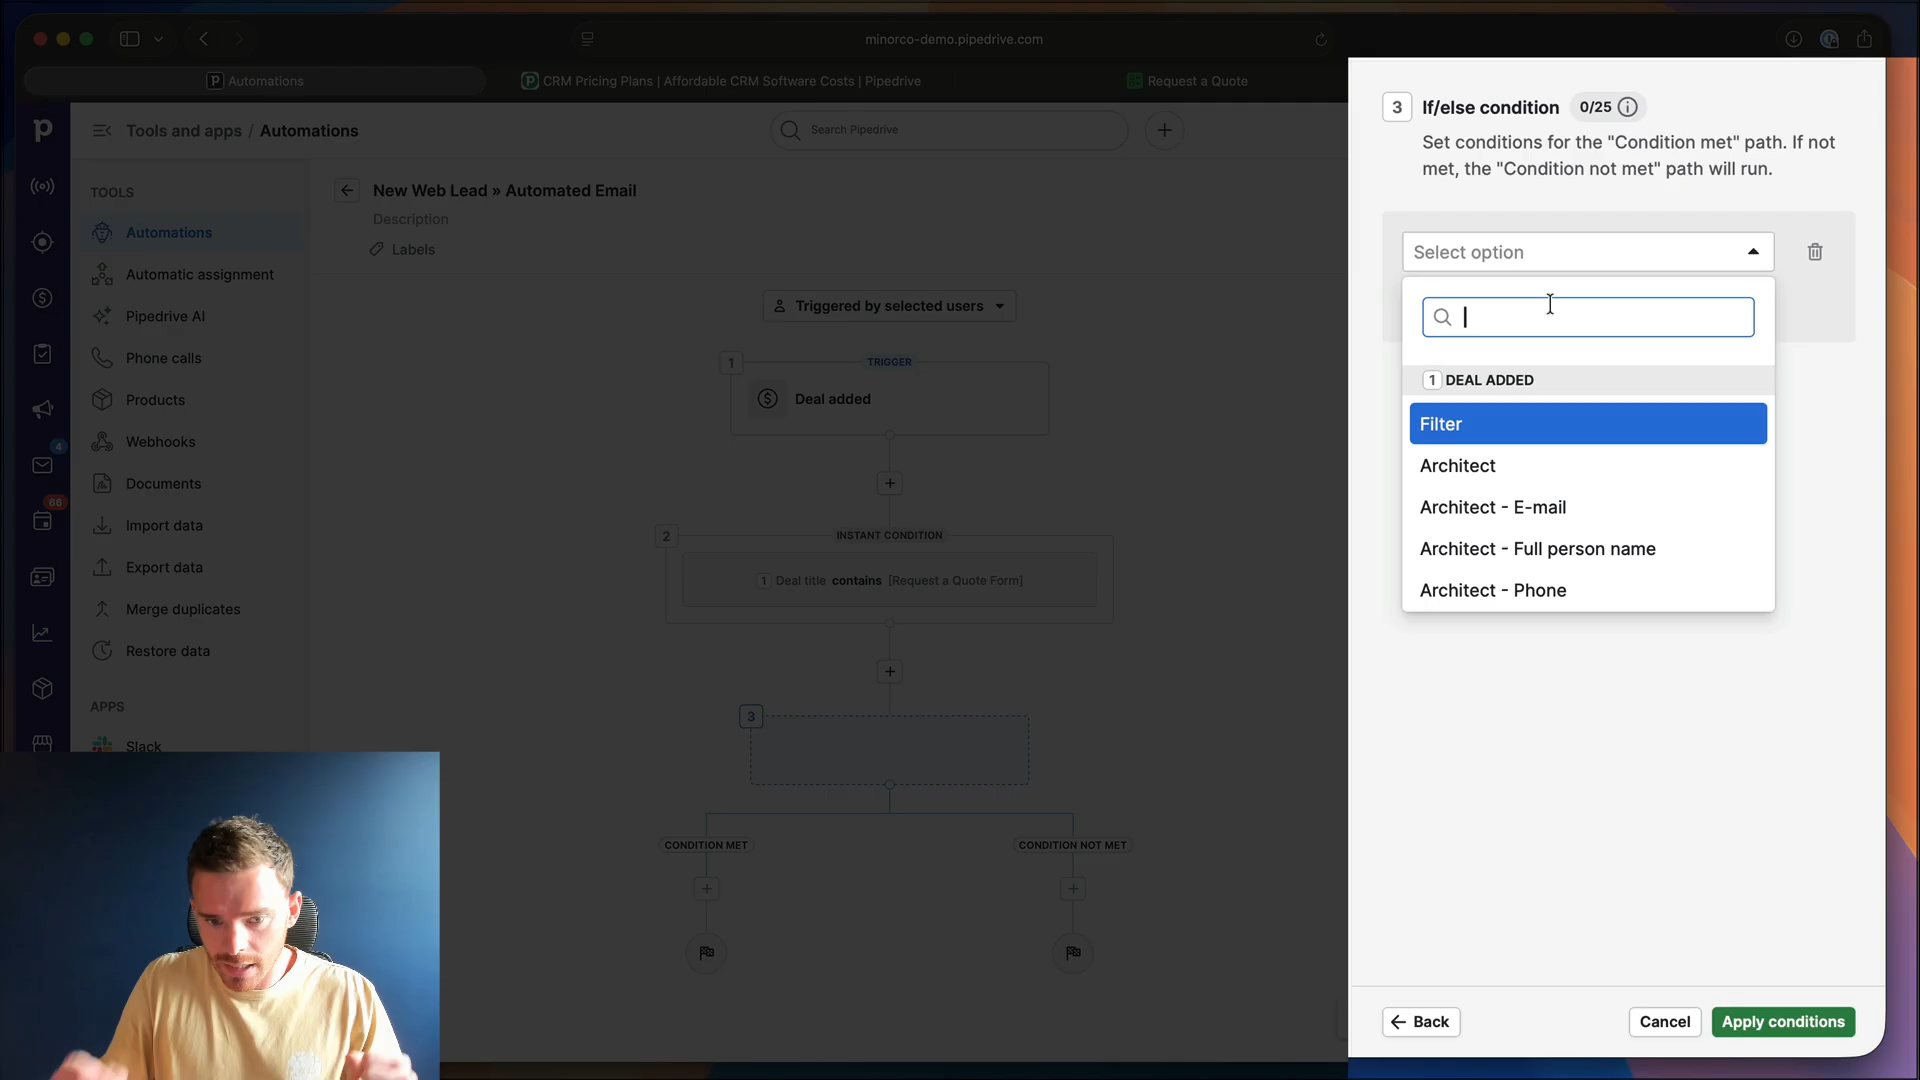 minorco-demo.pipedrive.com
Automations
CRM Pricing Plans | Affordable CRM Software Costs | Pipedrive
Request a Quote
Tools and apps / Automations
Search Pipedrive
TOOLS
Automations
Automatic assignment
Pipedrive AI
Phone calls
Products
Webhooks
Documents
Import data
Export data
Merge duplicates
Restore data
APPS
Slack
4
66
New Web Lead » Automated Email
Description
Labels
Triggered by selected users
1
TRIGGER
Deal added
2
INSTANT CONDITION
1 Deal title contains [Request a Quote Form]
3
CONDITION MET
CONDITION NOT MET
3 If/else condition 0/25
Set conditions for the "Condition met" path. If not
met, the "Condition not met" path will run.
Select option
1 DEAL ADDED
Filter
Architect
Architect - E-mail
Architect - Full person name
Architect - Phone
Back
Cancel
Apply conditions